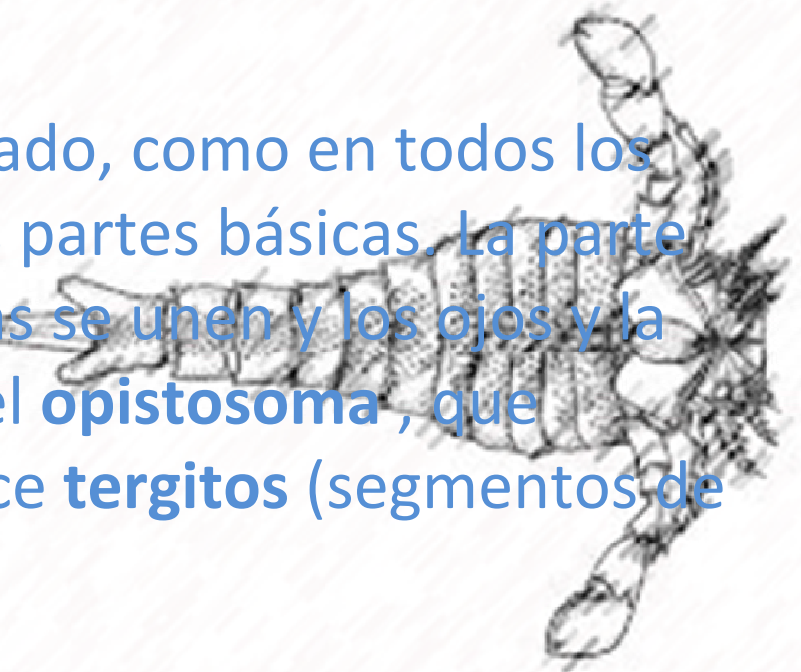 ado, como en todos los
partes básicas. La parte
as se unen y los ojos y la
el opistosoma , que
ce tergitos (segmentos de